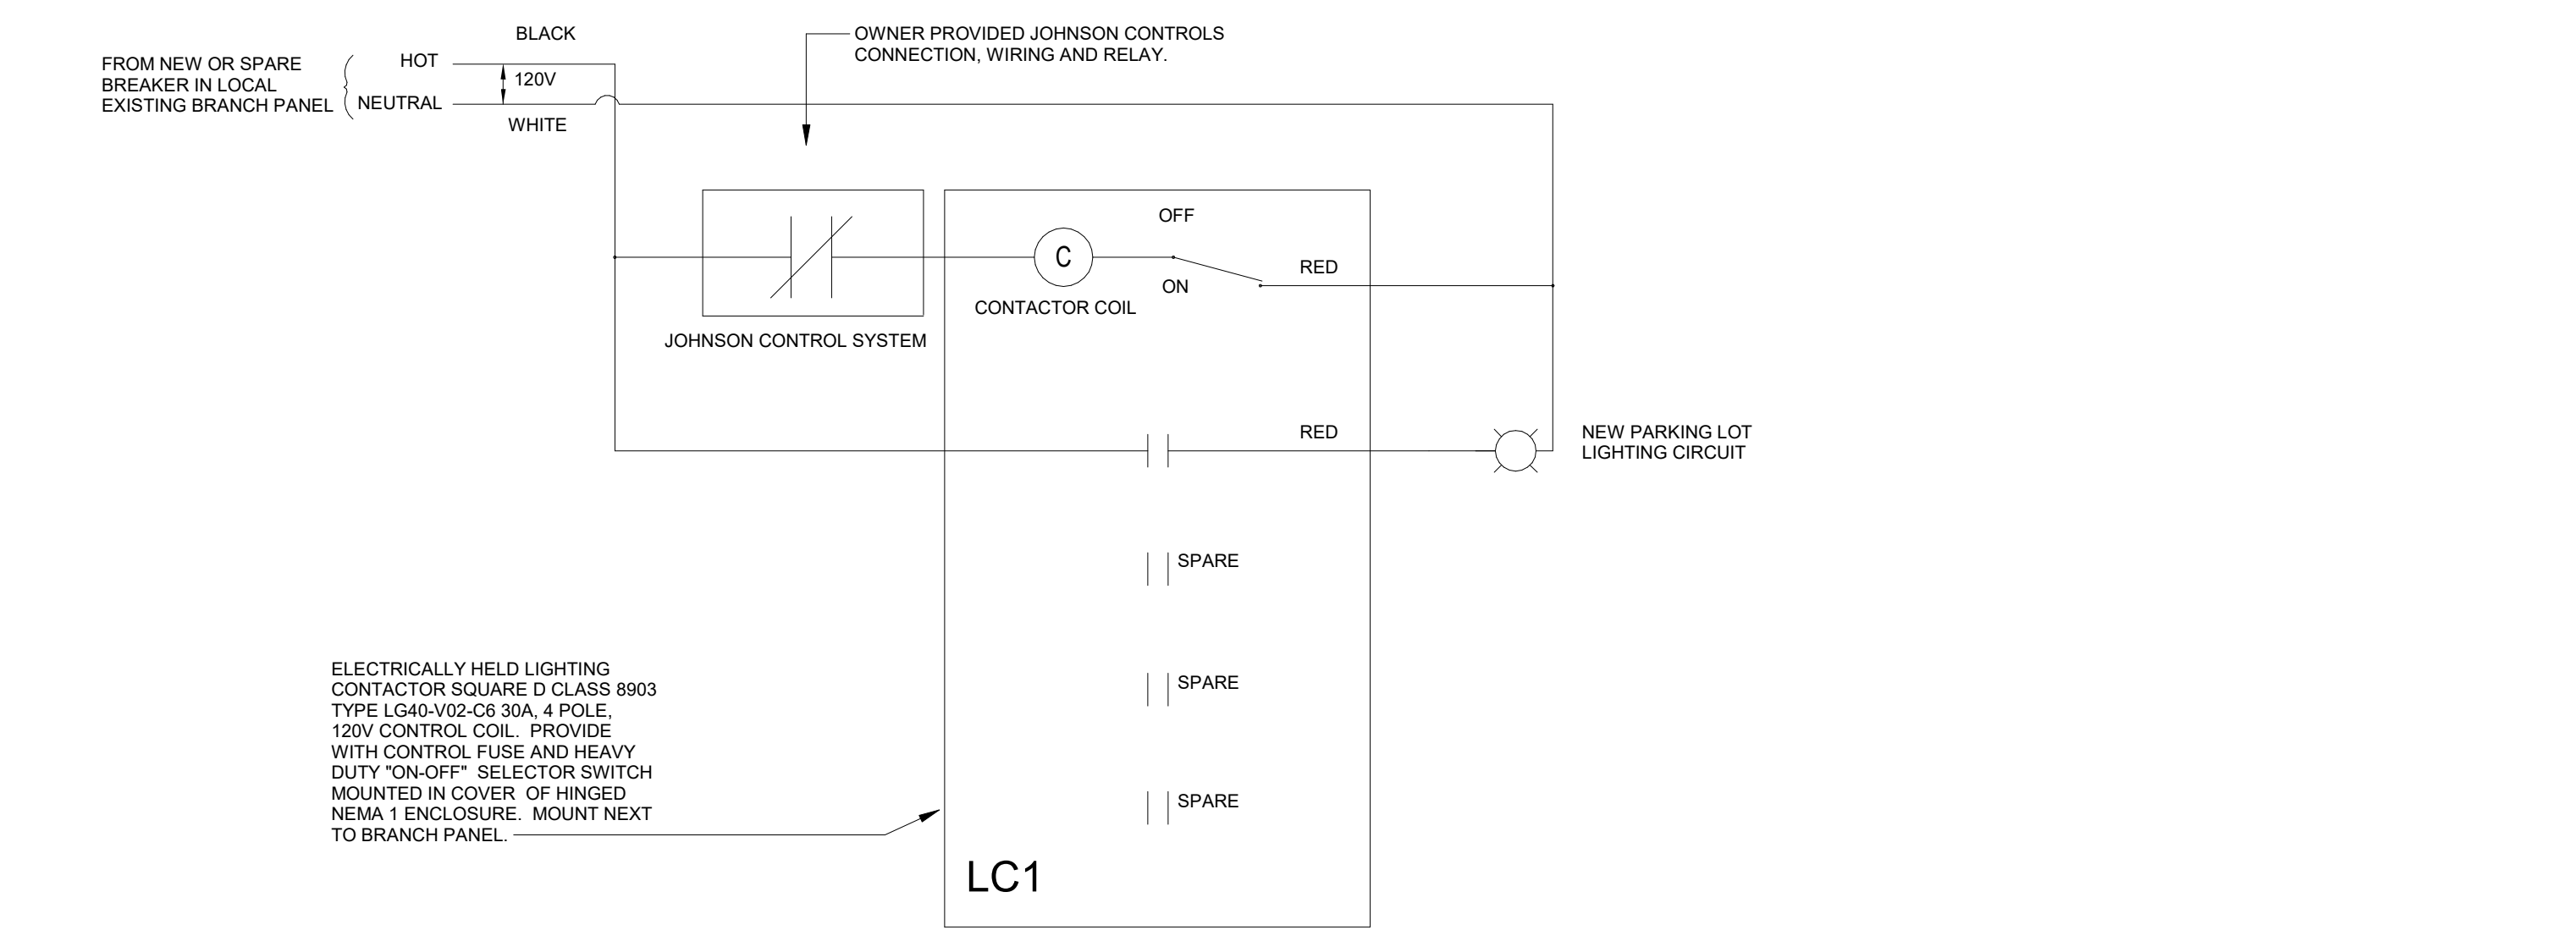 BLACK
OWNER PROVIDED JOHNSON CONTROLS
CONNECTION, WIRING AND RELAY.
FROM NEW OR SPARE
BREAKER IN LOCAL
EXISTING BRANCH PANEL
HOT
120V
NEUTRAL
WHITE
OFF
C
RED
ON
CONTACTOR COIL
JOHNSON CONTROL SYSTEM
RED
NEW PARKING LOT
LIGHTING CIRCUIT
SPARE
SPARE
SPARE
ELECTRICALLY HELD LIGHTING
CONTACTOR SQUARE D CLASS 8903
TYPE LG40-V02-C6 30A, 4 POLE,
120V CONTROL COIL.  PROVIDE
WITH CONTROL FUSE AND HEAVY
DUTY "ON-OFF"  SELECTOR SWITCH
MOUNTED IN COVER  OF HINGED
NEMA 1 ENCLOSURE.  MOUNT NEXT
TO BRANCH PANEL.
LC1